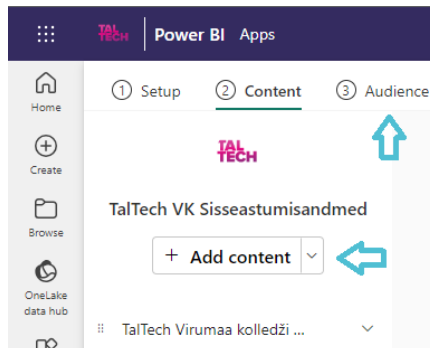 TAL
TECH
Power BI Apps
1 Setup
2 Content
3 Audience
Home
Create
Browse
OneLake
data hub
TAL
TECH
TalTech VK Sisseastumisandmed
+ Add content
TalTech Virumaa kolledži ...